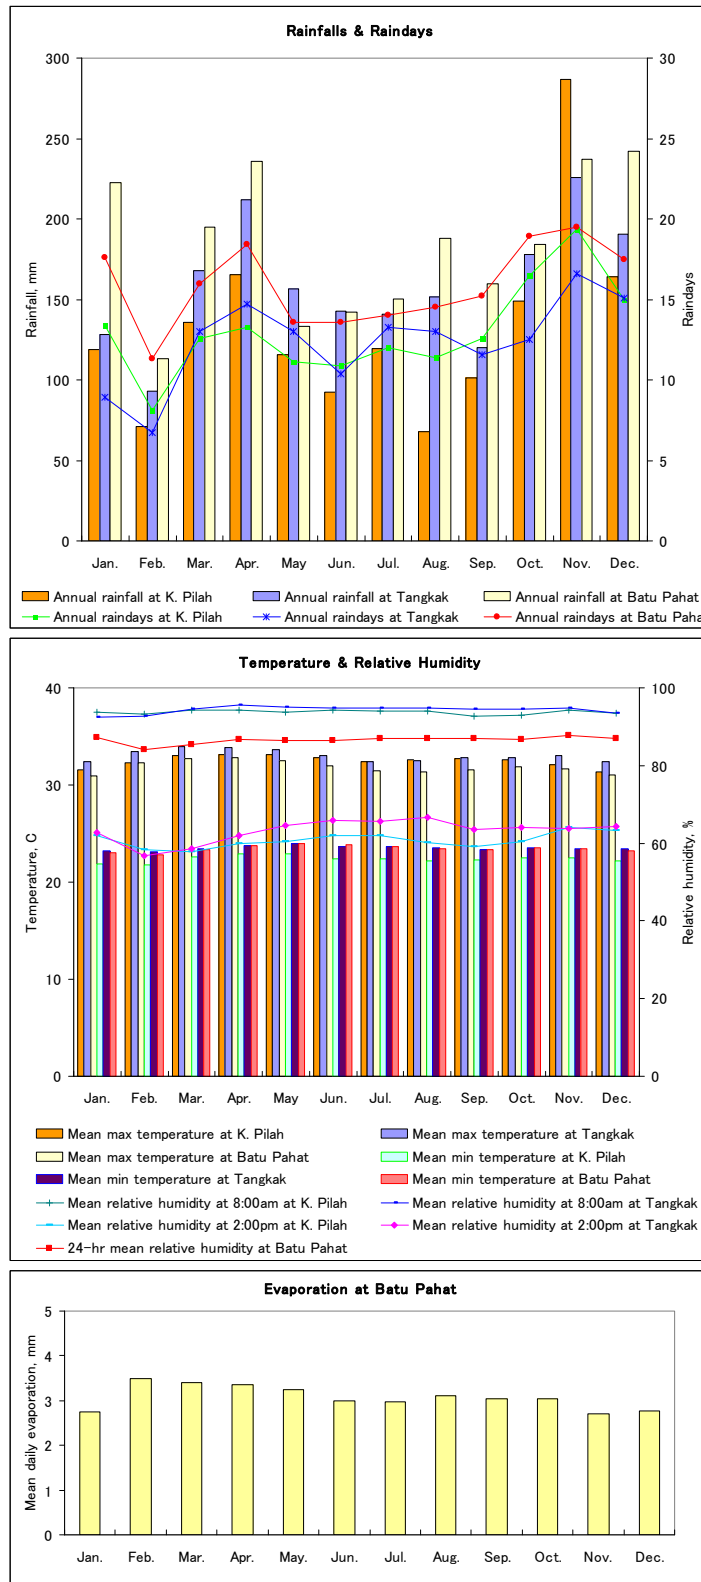 Rainfalls & Raindays
300
250
200
150
100
50
0
Rainfall, mm
30
25
20
15
10
5
0
Raindays
Jan. Feb. Mar. Apr. May Jun. Jul. Aug. Sep. Oct. Nov. Dec.
Annual rainfall at K. Pilah Annual rainfall at Tangkak Annual rainfall at Batu Pahat
Annual raindays at K. Pilah Annual raindays at Tangkak Annual raindays at Batu Pahat
Temperature & Relative Humidity
40
30
20
10
0
Temperature, C
100
80
60
40
20
0
Relative humidity, %
Jan. Feb. Mar. Apr. May Jun. Jul. Aug. Sep. Oct. Nov. Dec.
Mean max temperature at K. Pilah Mean max temperature at Tangkak
Mean max temperature at Batu Pahat Mean min temperature at K. Pilah
Mean min temperature at Tangkak Mean min temperature at Batu Pahat
Mean relative humidity at 8:00am at K. Pilah Mean relative humidity at 8:00am at Tangkak
Mean relative humidity at 2:00pm at K. Pilah Mean relative humidity at 2:00pm at Tangkak
24-hr mean relative humidity at Batu Pahat
Evaporation at Batu Pahat
5
4
3
2
1
0
Mean daily evaporation, mm
Jan. Feb. Mar. Apr. May. Jun. Jul. Aug. Sep. Oct. Nov. Dec.